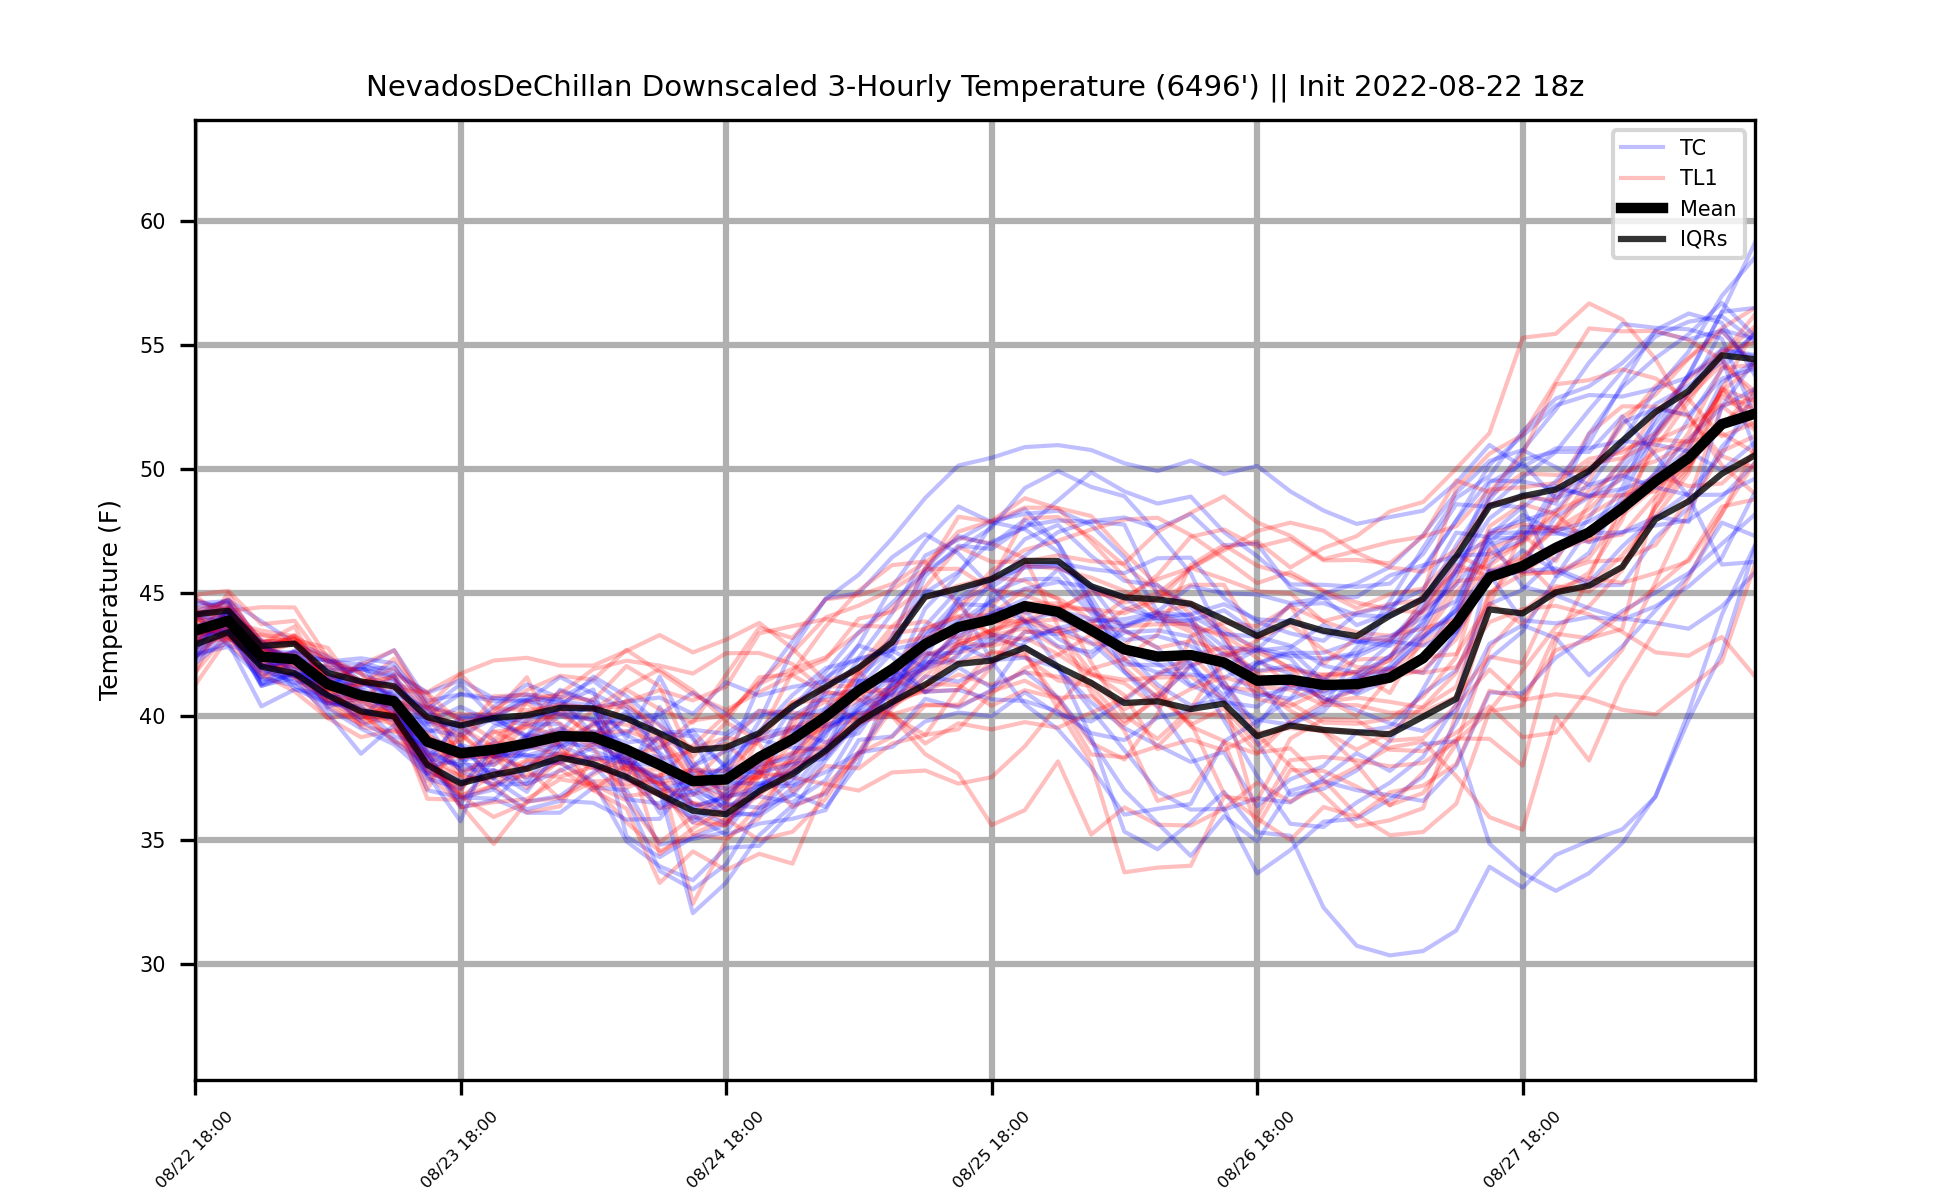 NevadosDeChillan Downscaled 3-Hourly Temperature (6496') || Init 2022-08-22 18z
TC
TL1
Mean
IQRs
Temperature (F)
60
55
50
45
40
35
30
08/22 18:00
08/23 18:00
08/24 18:00
08/25 18:00
08/26 18:00
08/27 18:00